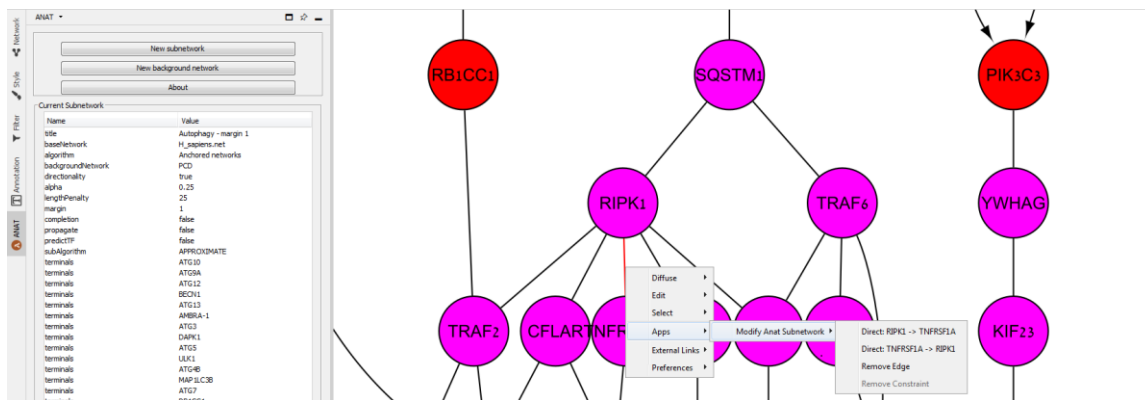 ANAT
Network
Style
Filter
Annotation
ANAT
New subnetwork
New background network
About
Current Subnetwork
Name Value
title Autophagy - margin 1
baseNetwork H_sapiens.net
algorithm Anchored networks
backgroundNetwork PCD
directionality true
alpha 0.25
lengthPenalty 25
margin 1
completion false
propagate false
predictTF false
subAlgorithm APPROXIMATE
terminals ATG10
terminals ATG9A
terminals ATG12
terminals BECN1
terminals ATG13
terminals AMBRA-1
terminals ATG3
terminals DAPK1
terminals ATG5
terminals ULK1
terminals ATG4B
terminals MAP1LC3B
terminals ATG7
RB1CC1
SQSTM1
PIK3C3
RIPK1
TRAF6
YWHAG
TRAF2
CFLAR
KIF23
Diffuse
Edit
Select
Apps
External Links
Preferences
Modify Anat Subnetwork
Direct: RIPK1 -> TNFRSF1A
Direct: TNFRSF1A -> RIPK1
Remove Edge
Remove Constraint